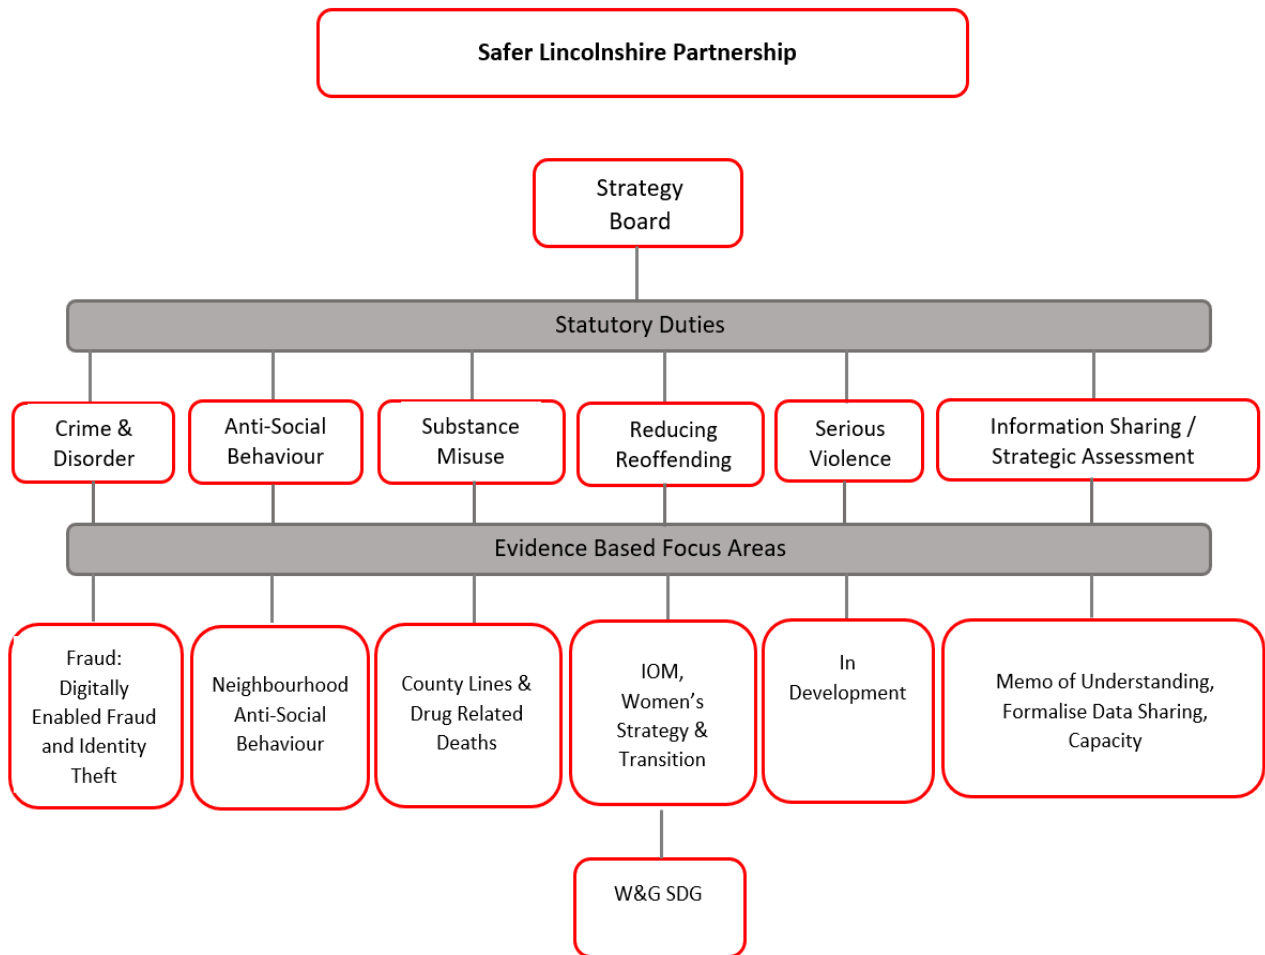 Safer Lincolnshire Partnership
Strategy
Board
Statutory Duties
Crime &
Disorder
Anti-Social
Behaviour
Substance
Misuse
Reducing
Reoffending
Serious
Violence
Information Sharing /
Strategic Assessment
Evidence Based Focus Areas
Fraud:
Digitally
Enabled Fraud
and Identity
Theft
Neighbourhood
Anti-Social
Behaviour
County Lines &
Drug Related
Deaths
IOM,
Women’s
Strategy &
Transition
In
Development
Memo of Understanding,
Formalise Data Sharing,
Capacity
W&G SDG